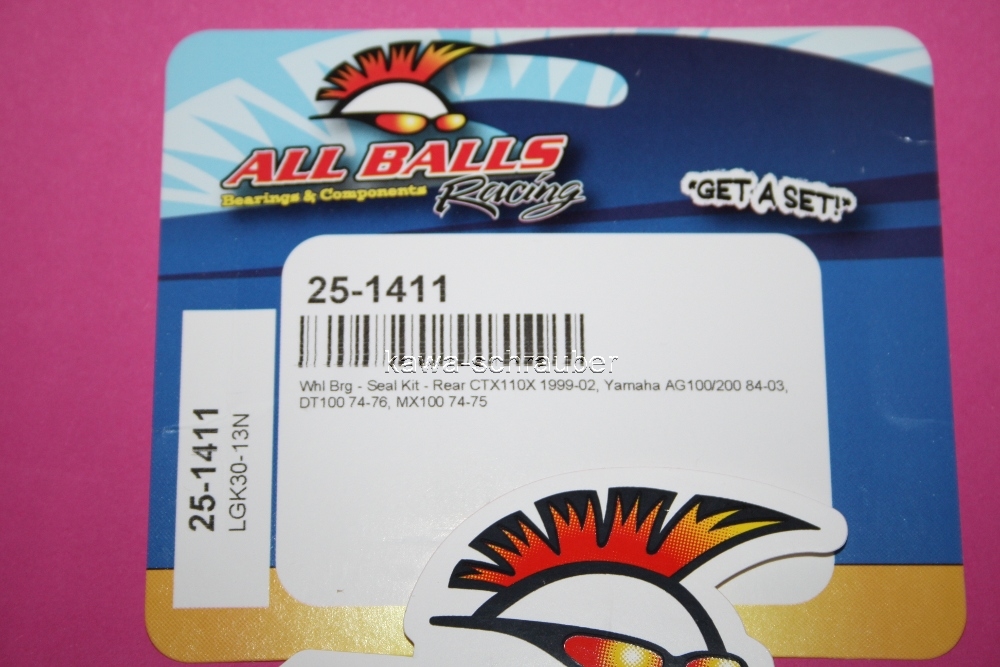 ALL BALLS
Bearings & Components
Racing
"GET A SET!"
25-1411
kawa-schrauber
Whl Brg - Seal Kit - Rear CTX110X 1999-02, Yamaha AG100/200 84-03,
DT100 74-76, MX100 74-75
25-1411
LGK30-13N